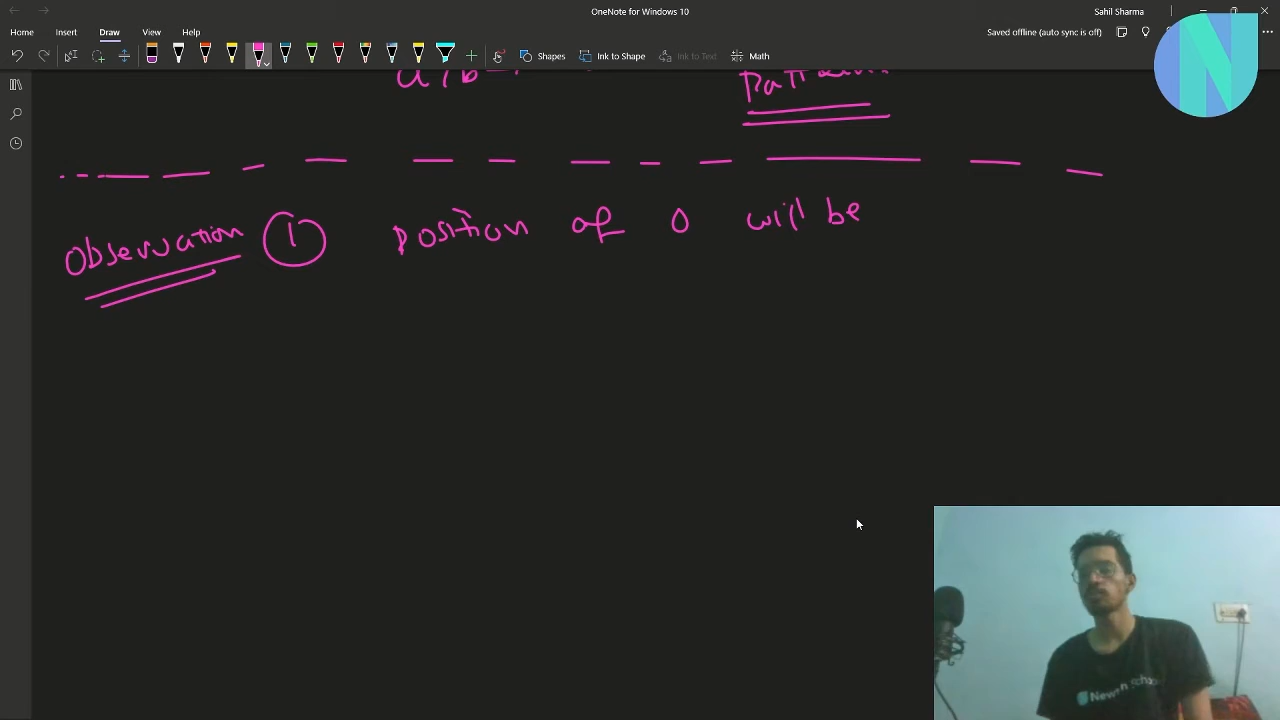 OneNote for Windows 10
Sahil Sharma
Home Insert Draw View Help
Saved offline (auto sync is off)
Shapes Ink to Shape Ink to Text Math
Observation 1 Position of 0 will be